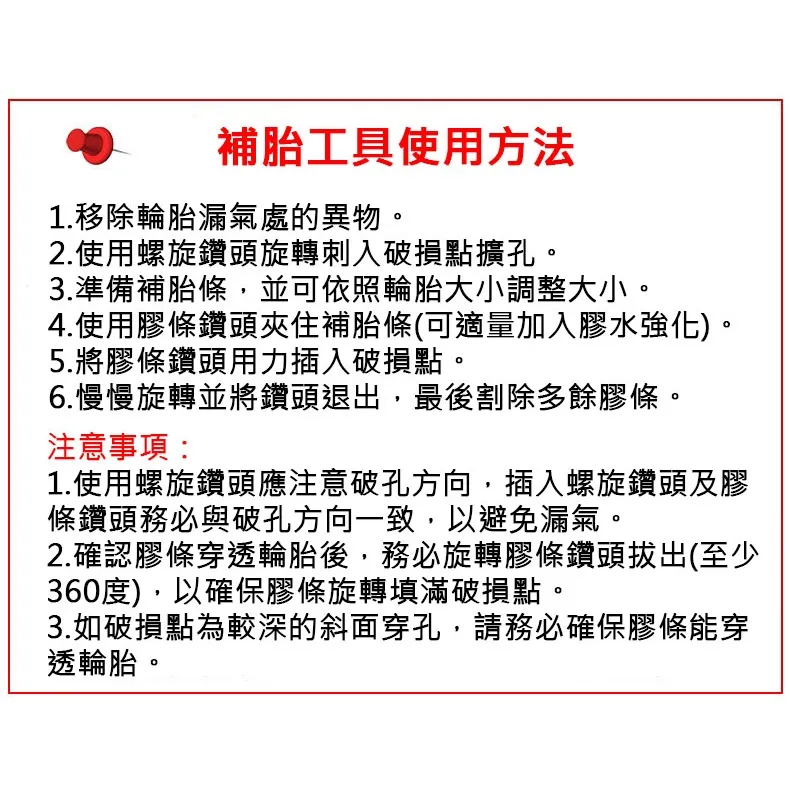 補胎工具使用方法
1.移除輪胎漏氣處的異物。
2.使用螺旋鑽頭旋轉刺入破損點擴孔。
3.準備補胎條，並可依照輪胎大小調整大小。
4.使用膠條鑽頭夾住補胎條(可適量加入膠水強化)。
5.將膠條鑽頭用力插入破損點。
6.慢慢旋轉並將鑽頭退出，最後割除多餘膠條。
注意事項：
1.使用螺旋鑽頭應注意破孔方向，插入螺旋鑽頭及膠
條鑽頭務必與破孔方向一致，以避免漏氣。
2.確認膠條穿透輪胎後，務必旋轉膠條鑽頭拔出(至少
360度)，以確保膠條旋轉填滿破損點。
3.如破損點為較深的斜面穿孔，請務必確保膠條能穿
透輪胎。